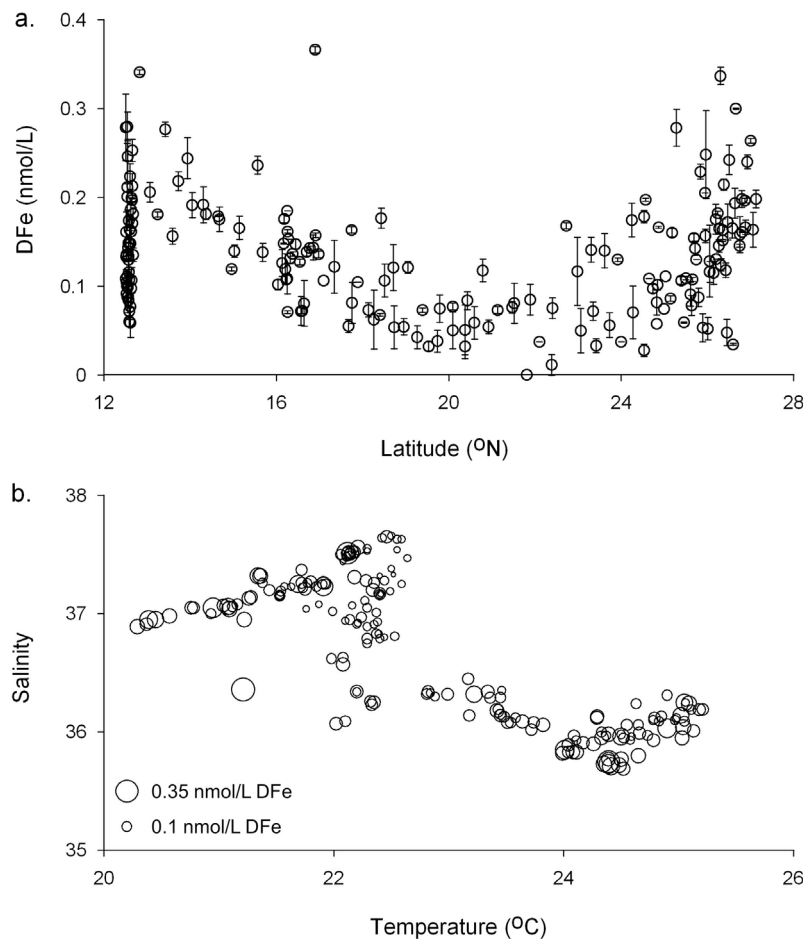 a.
0.4
0.3
0.2
0.1
0
DFe (nmol/L)
12 16 20 24 28
Latitude (ºN)
b.
38
37
36
35
Salinity
0.35 nmol/L DFe
0.1 nmol/L DFe
20 22 24 26
Temperature (ºC)